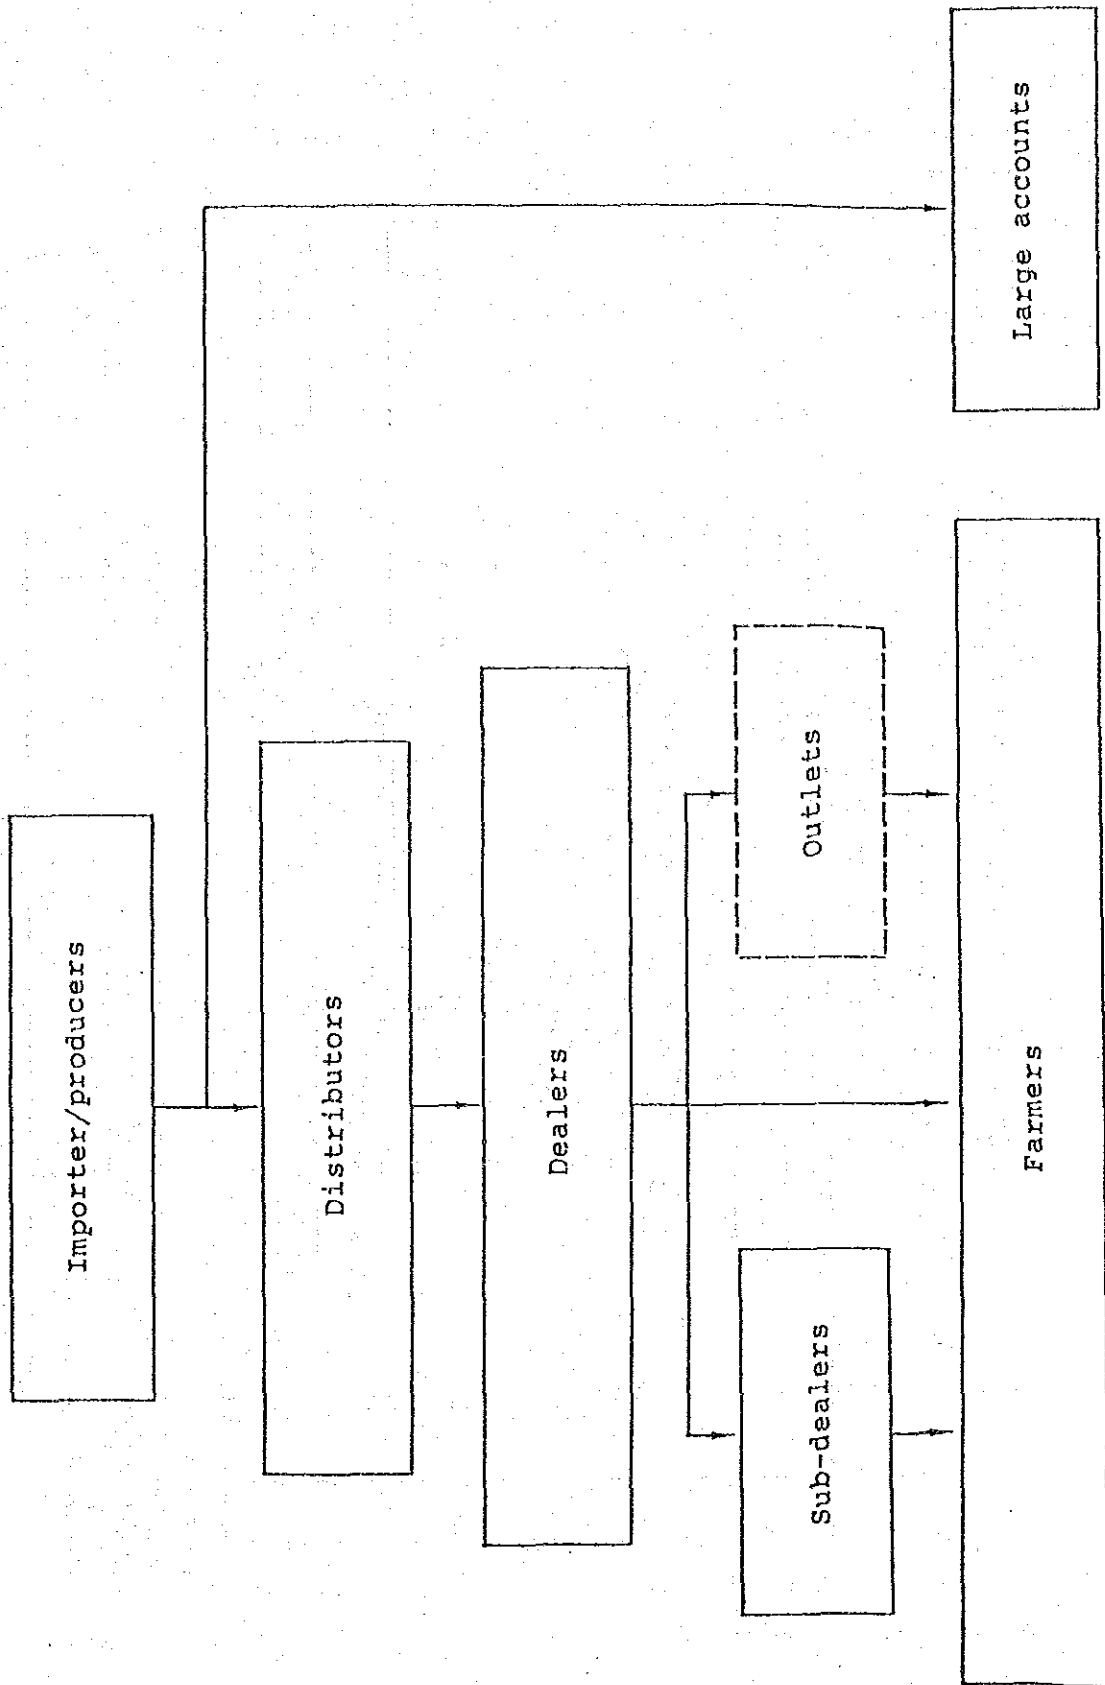 Importer/producers
Distributors
Dealers
Sub-dealers
Outlets
Farmers
Large accounts